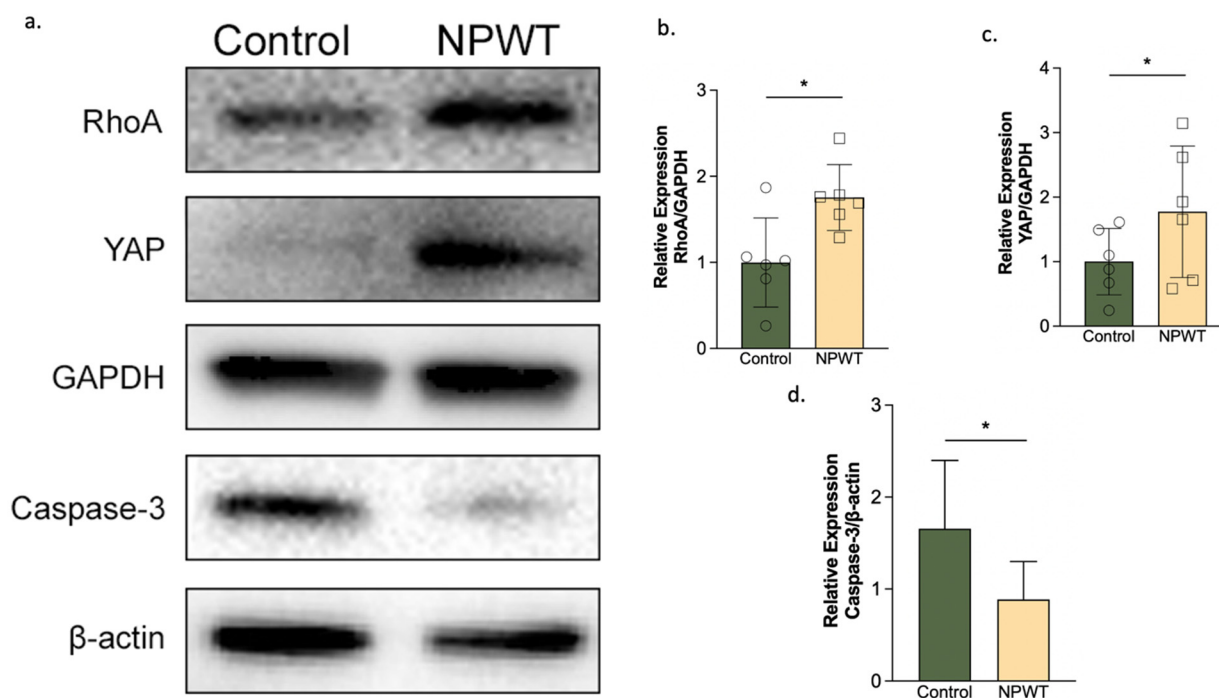 a.
Control NPWT
RhoA
YAP
GAPDH
Caspase-3
β-actin
b.
Relative Expression
RhoA/GAPDH
3
2
1
0
*
Control NPWT
c.
Relative Expression
YAP/GAPDH
4
3
2
1
0
*
Control NPWT
d.
Relative Expression
Caspase-3/β-actin
3
2
1
0
*
Control NPWT